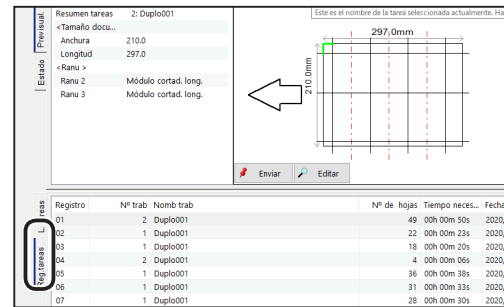 Previsual.
Estado
Resumen tareas 2: Duplo001
<Tamaño docu...
Anchura 210.0
Longitud 297.0
<Ranu >
Ranu 2 Módulo cortad. long.
Ranu 3 Módulo cortad. long.
Este es el nombre de la tarea seleccionada actualmente. Ha
297.0mm
210.0mm
Enviar Editar
Reg.tareas
Registro Nº trab Nomb trab Nº de hojas Tiempo neces... Fecha
01 2 Duplo001 49 00h 00m 50s 2020,
02 1 Duplo001 22 00h 00m 23s 2020,
03 1 Duplo001 18 00h 00m 20s 2020,
04 2 Duplo001 4 00h 00m 06s 2020,
05 1 Duplo001 36 00h 00m 38s 2020,
06 1 Duplo001 31 00h 00m 33s 2020,
07 1 Duplo001 28 00h 00m 30s 2020,